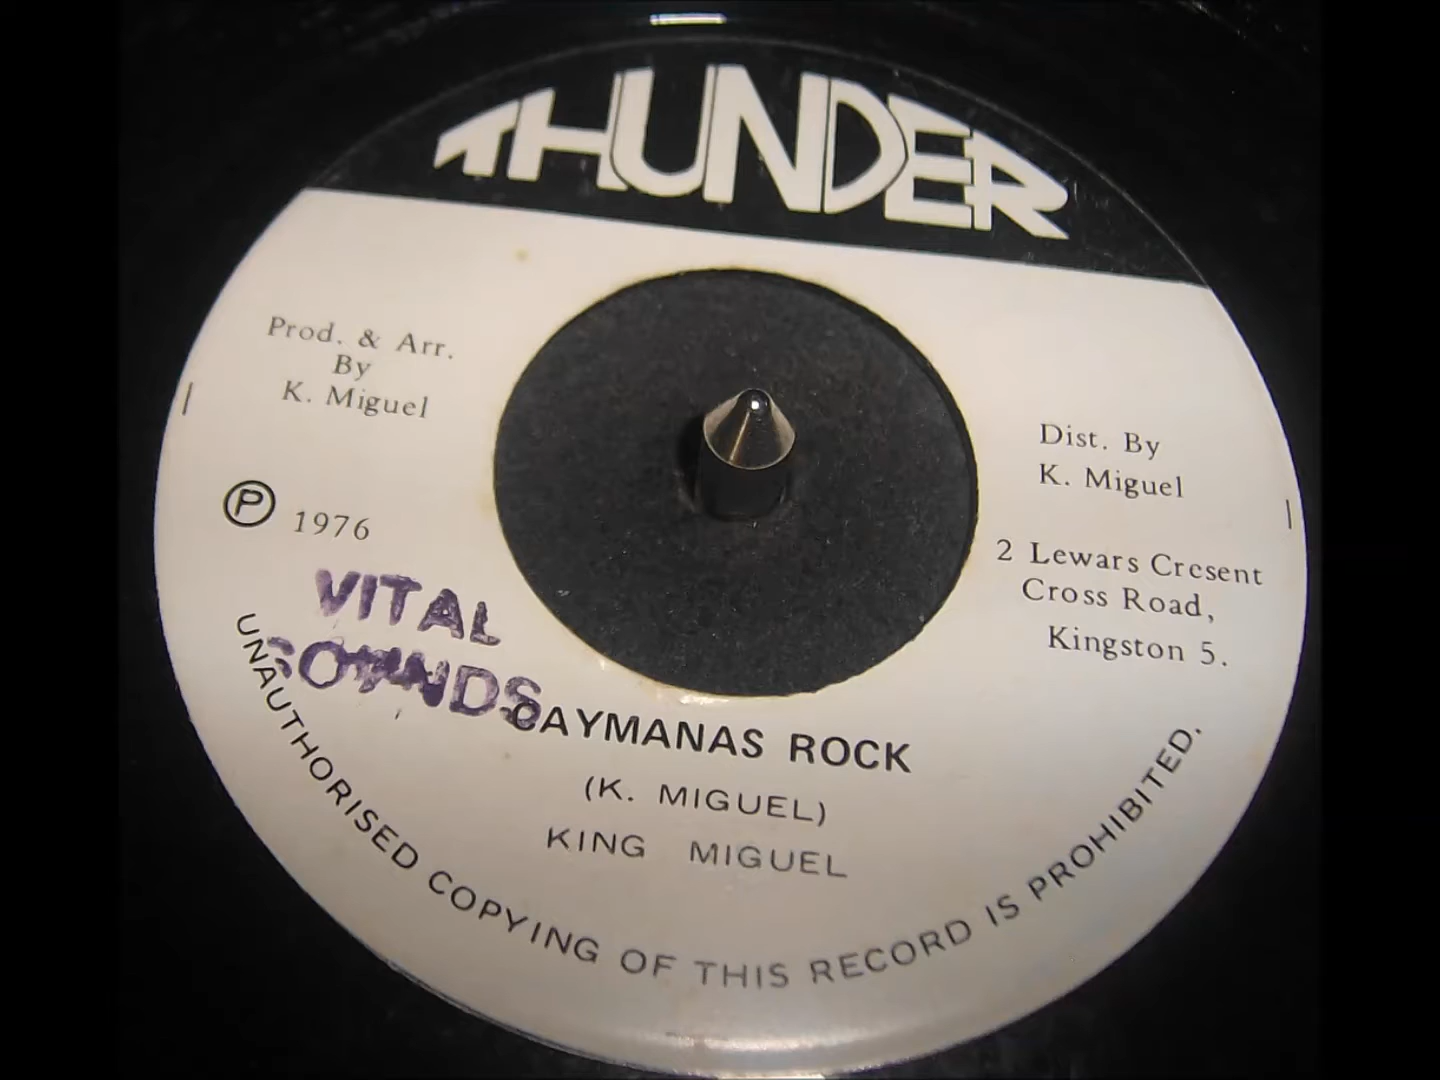 THUNDER
Prod. & Arr.
By
K. Miguel
Ⓟ 1976
Dist. By
K. Miguel
2 Lewars Cresent
Cross Road,
Kingston 5.
VITAL
SOUNDS
CAYMANAS ROCK
(K. MIGUEL)
KING MIGUEL
UNAUTHORISED COPYING OF THIS RECORD IS PROHIBITED.